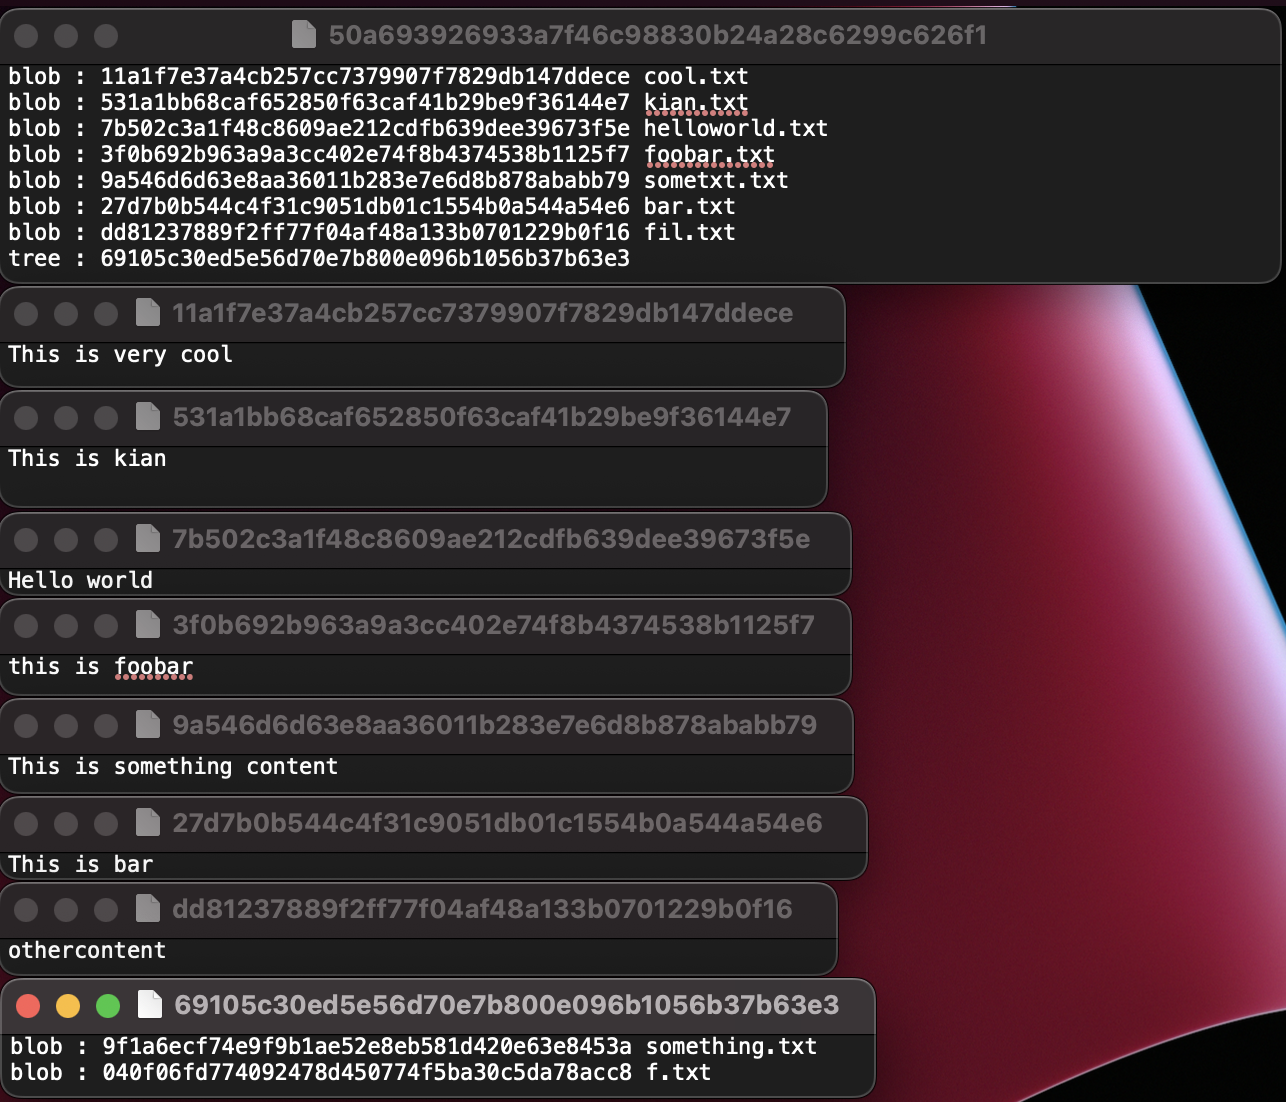 50a693926933a7f46c98830b24a28c6299c626f1
blob : 11a1f7e37a4cb257cc7379907f7829db147ddece cool.txt
blob : 531a1bb68caf652850f63caf41b29be9f36144e7 kian.txt
blob : 7b502c3a1f48c8609ae212cdfb639dee39673f5e helloworld.txt
blob : 3f0b692b963a9a3cc402e74f8b4374538b1125f7 foobar.txt
blob : 9a546d6d63e8aa36011b283e7e6d8b878ababb79 sometxt.txt
blob : 27d7b0b544c4f31c9051db01c1554b0a544a54e6 bar.txt
blob : dd81237889f2ff77f04af48a133b0701229b0f16 fil.txt
tree : 69105c30ed5e56d70e7b800e096b1056b37b63e3
11a1f7e37a4cb257cc7379907f7829db147ddece
This is very cool
531a1bb68caf652850f63caf41b29be9f36144e7
This is kian
7b502c3a1f48c8609ae212cdfb639dee39673f5e
Hello world
3f0b692b963a9a3cc402e74f8b4374538b1125f7
this is foobar
9a546d6d63e8aa36011b283e7e6d8b878ababb79
This is something content
27d7b0b544c4f31c9051db01c1554b0a544a54e6
This is bar
dd81237889f2ff77f04af48a133b0701229b0f16
othercontent
69105c30ed5e56d70e7b800e096b1056b37b63e3
blob : 9f1a6ecf74e9f9b1ae52e8eb581d420e63e8453a something.txt
blob : 040f06fd774092478d450774f5ba30c5da78acc8 f.txt